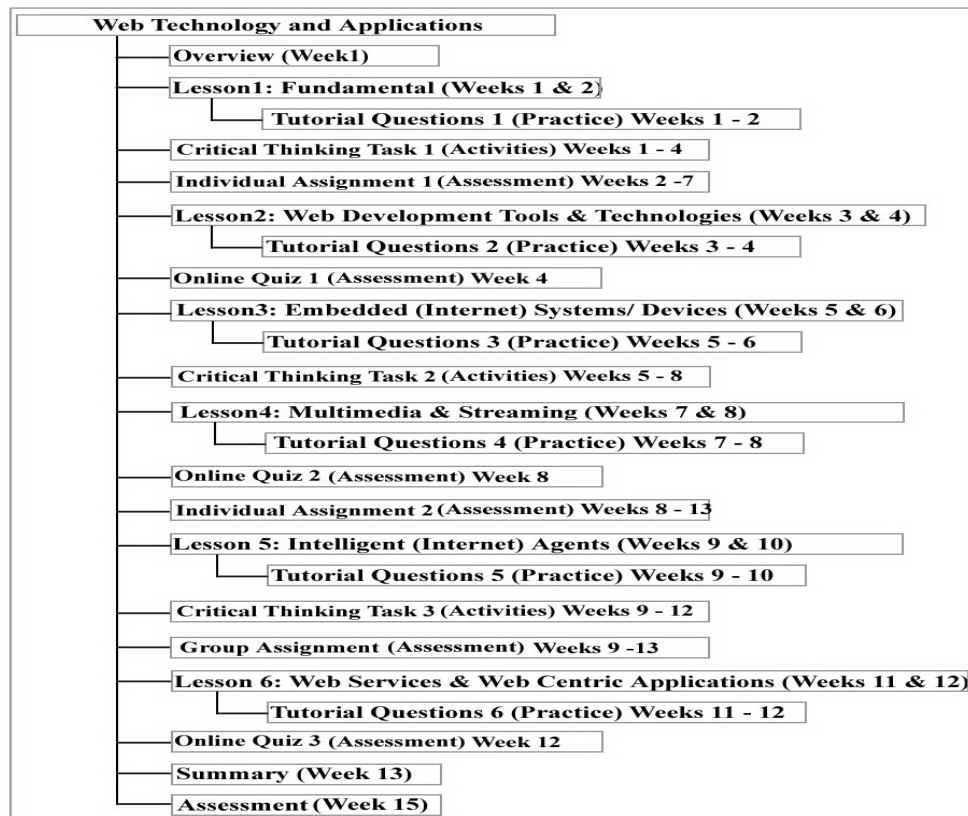 Web Technology and Applications
Overview (Week1)
Lesson1: Fundamental (Weeks 1 & 2)
Tutorial Questions 1 (Practice) Weeks 1 - 2
Critical Thinking Task 1 (Activities) Weeks 1 - 4
Individual Assignment 1 (Assessment) Weeks 2 -7
Lesson2: Web Development Tools & Technologies (Weeks 3 & 4)
Tutorial Questions 2 (Practice) Weeks 3 - 4
Online Quiz 1 (Assessment) Week 4
Lesson3: Embedded (Internet) Systems/ Devices (Weeks 5 & 6)
Tutorial Questions 3 (Practice) Weeks 5 - 6
Critical Thinking Task 2 (Activities) Weeks 5 - 8
Lesson4: Multimedia & Streaming (Weeks 7 & 8)
Tutorial Questions 4 (Practice) Weeks 7 - 8
Online Quiz 2 (Assessment) Week 8
Individual Assignment 2 (Assessment) Weeks 8 - 13
Lesson 5: Intelligent (Internet) Agents (Weeks 9 & 10)
Tutorial Questions 5 (Practice) Weeks 9 - 10
Critical Thinking Task 3 (Activities) Weeks 9 - 12
Group Assignment (Assessment) Weeks 9 -13
Lesson 6: Web Services & Web Centric Applications (Weeks 11 & 12)
Tutorial Questions 6 (Practice) Weeks 11 - 12
Online Quiz 3 (Assessment) Week 12
Summary (Week 13)
Assessment (Week 15)